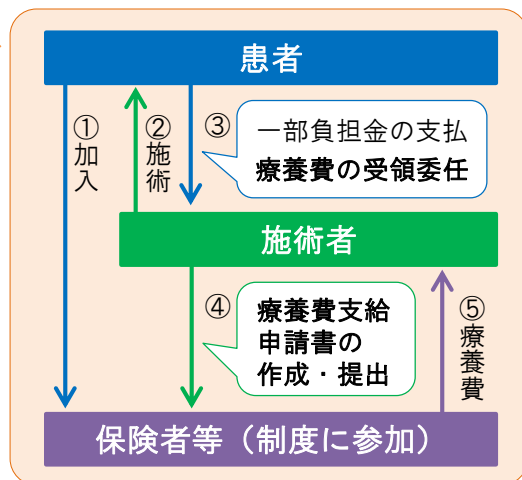 患者
①加入
②施術
③
一部負担金の支払
療養費の受領委任
施術者
④
療養費支給
申請書の
作成・提出
⑤療養費
保険者等（制度に参加）